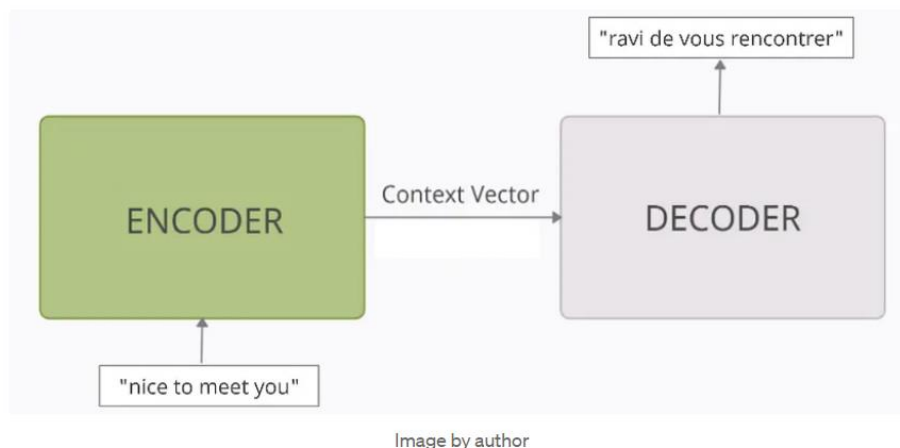 "ravi de vous rencontrer"
Context Vector
ENCODER
DECODER
"nice to meet you"
Image by author